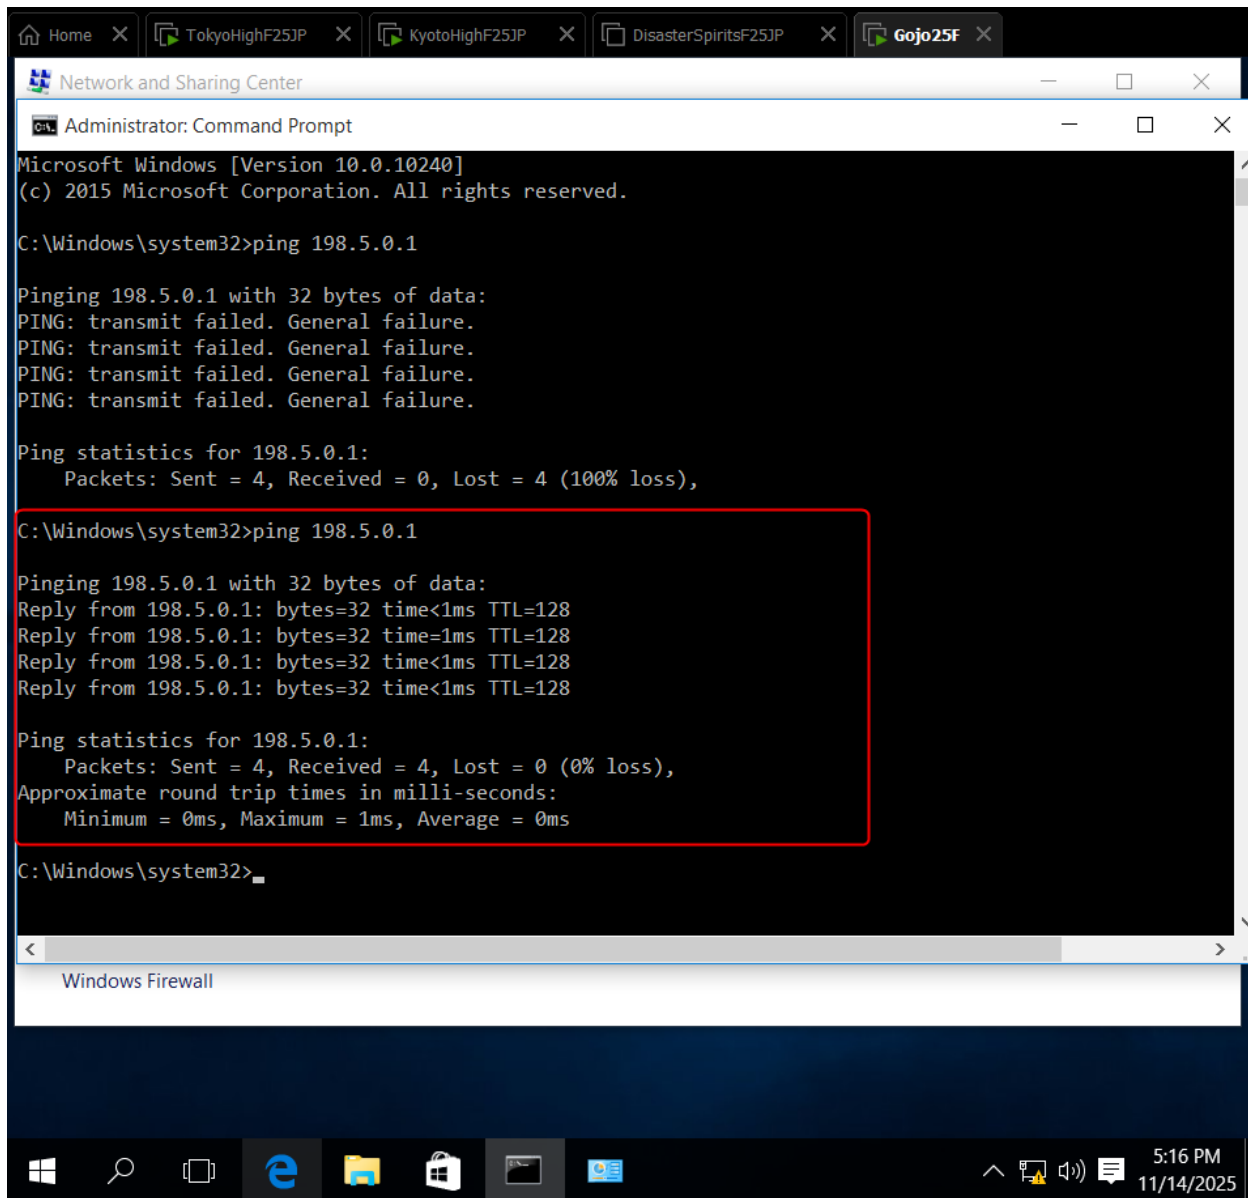 Home
TokyoHighF25JP
KyotoHighF25JP
DisasterSpiritsF25JP
Gojo25F
Network and Sharing Center
Administrator: Command Prompt
Microsoft Windows [Version 10.0.10240]
(c) 2015 Microsoft Corporation. All rights reserved.
C:\Windows\system32>ping 198.5.0.1
Pinging 198.5.0.1 with 32 bytes of data:
PING: transmit failed. General failure.
PING: transmit failed. General failure.
PING: transmit failed. General failure.
PING: transmit failed. General failure.
Ping statistics for 198.5.0.1:
Packets: Sent = 4, Received = 0, Lost = 4 (100% loss),
C:\Windows\system32>ping 198.5.0.1
Pinging 198.5.0.1 with 32 bytes of data:
Reply from 198.5.0.1: bytes=32 time<1ms TTL=128
Reply from 198.5.0.1: bytes=32 time=1ms TTL=128
Reply from 198.5.0.1: bytes=32 time<1ms TTL=128
Reply from 198.5.0.1: bytes=32 time<1ms TTL=128
Ping statistics for 198.5.0.1:
Packets: Sent = 4, Received = 4, Lost = 0 (0% loss),
Approximate round trip times in milli-seconds:
Minimum = 0ms, Maximum = 1ms, Average = 0ms
C:\Windows\system32>
Windows Firewall
5:16 PM
11/14/2025